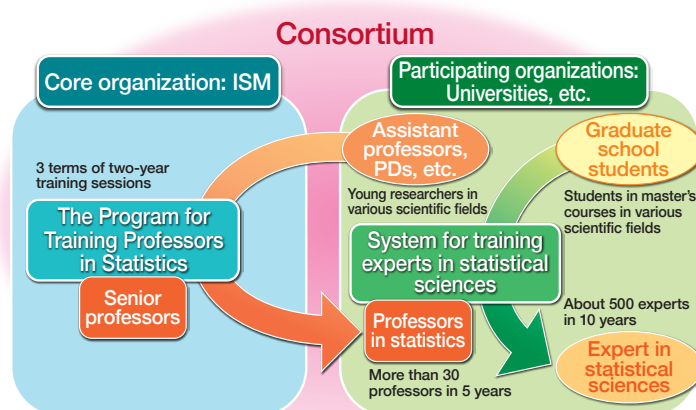 Consortium
Core organization: ISM
3 terms of two-year
training sessions
The Program for
Training Professors
in Statistics
Senior
professors
Participating organizations:
Universities, etc.
Assistant
professors,
PDs, etc.
Young researchers in
various scientific fields
Graduate
school
students
Students in master's
courses in various
scientific fields
System for training
experts in statistical
sciences
Professors
in statistics
More than 30
professors in 5 years
About 500 experts
in 10 years
Expert in
statistical
sciences